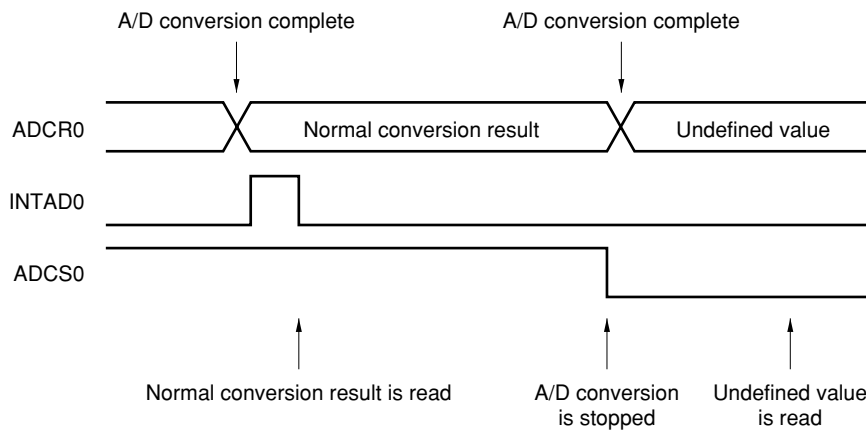 A/D conversion complete
A/D conversion complete
ADCR0
Normal conversion result
Undefined value
INTAD0
ADCS0
Normal conversion result is read
A/D conversion
is stopped
Undefined value
is read